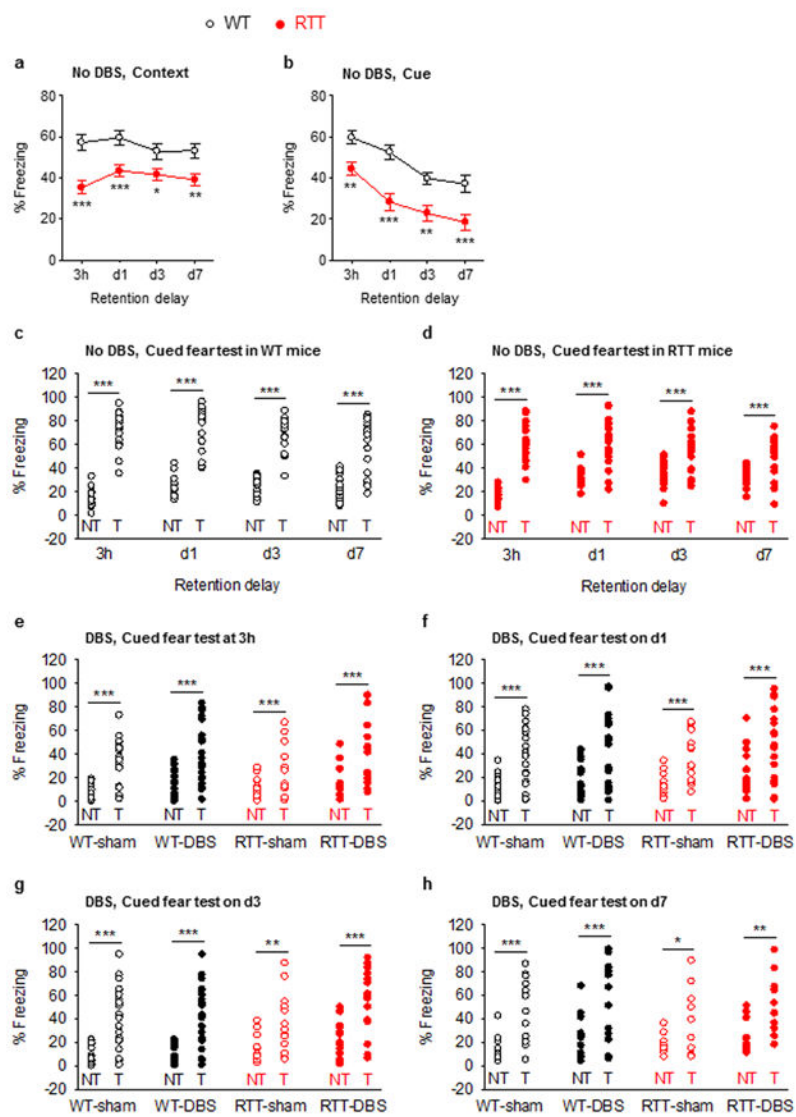 WT RTT
a No DBS, Context
80
60
40
20
0
% Freezing
*** *** * **
3h d1 d3 d7
Retention delay
b No DBS, Cue
80
60
40
20
0
% Freezing
** *** ** ***
3h d1 d3 d7
Retention delay
c No DBS, Cued fear test in WT mice
120
100
80
60
40
20
0
-20
% Freezing
*** *** *** ***
NT T NT T NT T NT T
3h d1 d3 d7
Retention delay
d No DBS, Cued fear test in RTT mice
120
100
80
60
40
20
0
-20
% Freezing
*** *** *** ***
NT T NT T NT T NT T
3h d1 d3 d7
Retention delay
e DBS, Cued fear test at 3h
120
100
80
60
40
20
0
-20
% Freezing
*** *** *** ***
NT T NT T NT T NT T
WT-sham WT-DBS RTT-sham RTT-DBS
f DBS, Cued fear test on d1
120
100
80
60
40
20
0
-20
% Freezing
*** *** *** ***
NT T NT T NT T NT T
WT-sham WT-DBS RTT-sham RTT-DBS
g DBS, Cued fear test on d3
120
100
80
60
40
20
0
-20
% Freezing
*** *** ** ***
NT T NT T NT T NT T
WT-sham WT-DBS RTT-sham RTT-DBS
h DBS, Cued fear test on d7
120
100
80
60
40
20
0
-20
% Freezing
*** *** * **
NT T NT T NT T NT T
WT-sham WT-DBS RTT-sham RTT-DBS